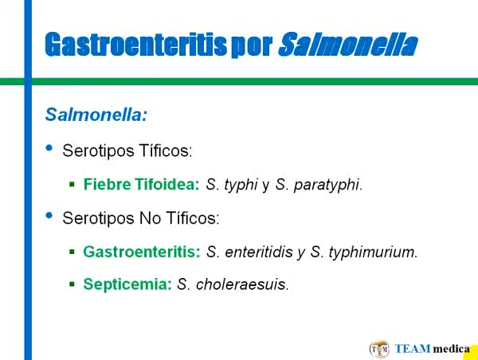 Gastroenteritis por Salmonella
Salmonella:
• Serotipos Tíficos:
▪ Fiebre Tifoidea: S. typhi y S. paratyphi.
• Serotipos No Tíficos:
▪ Gastroenteritis: S. enteritidis y S. typhimurium.
▪ Septicemia: S. choleraesuis.
TEAM medica